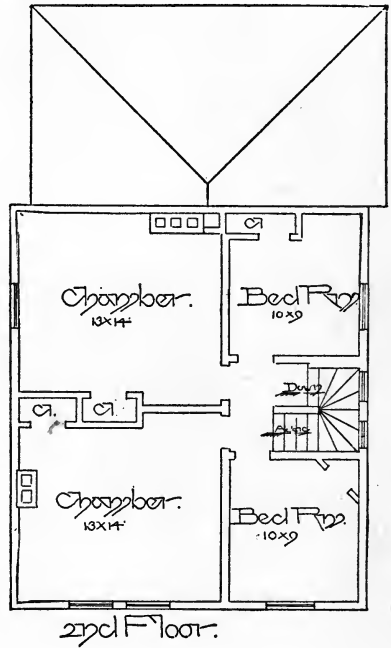 Cl
Chamber.
13x14
Bed Rm
10x9
Down
Cl.
Cl
Attic
Chamber.
13x14
Bed Rm.
10x9
2nd Floor.